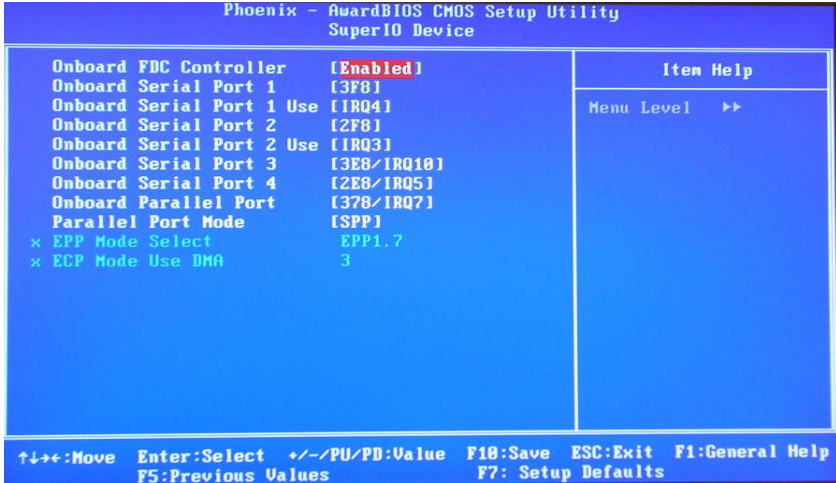 Phoenix - AwardBIOS CMOS Setup Utility
SuperIO Device
Onboard FDC Controller [Enabled]
Onboard Serial Port 1 [3F8]
Onboard Serial Port 1 Use [IRQ4]
Onboard Serial Port 2 [2F8]
Onboard Serial Port 2 Use [IRQ3]
Onboard Serial Port 3 [3E8/IRQ10]
Onboard Serial Port 4 [2E8/IRQ5]
Onboard Parallel Port [378/IRQ7]
Parallel Port Mode [SPP]
x EPP Mode Select EPP1.7
x ECP Mode Use DMA 3
Item Help
Menu Level ▸▸
↑↓→←:Move Enter:Select +/-/PU/PD:Value F10:Save ESC:Exit F1:General Help
F5:Previous Values F7: Setup Defaults